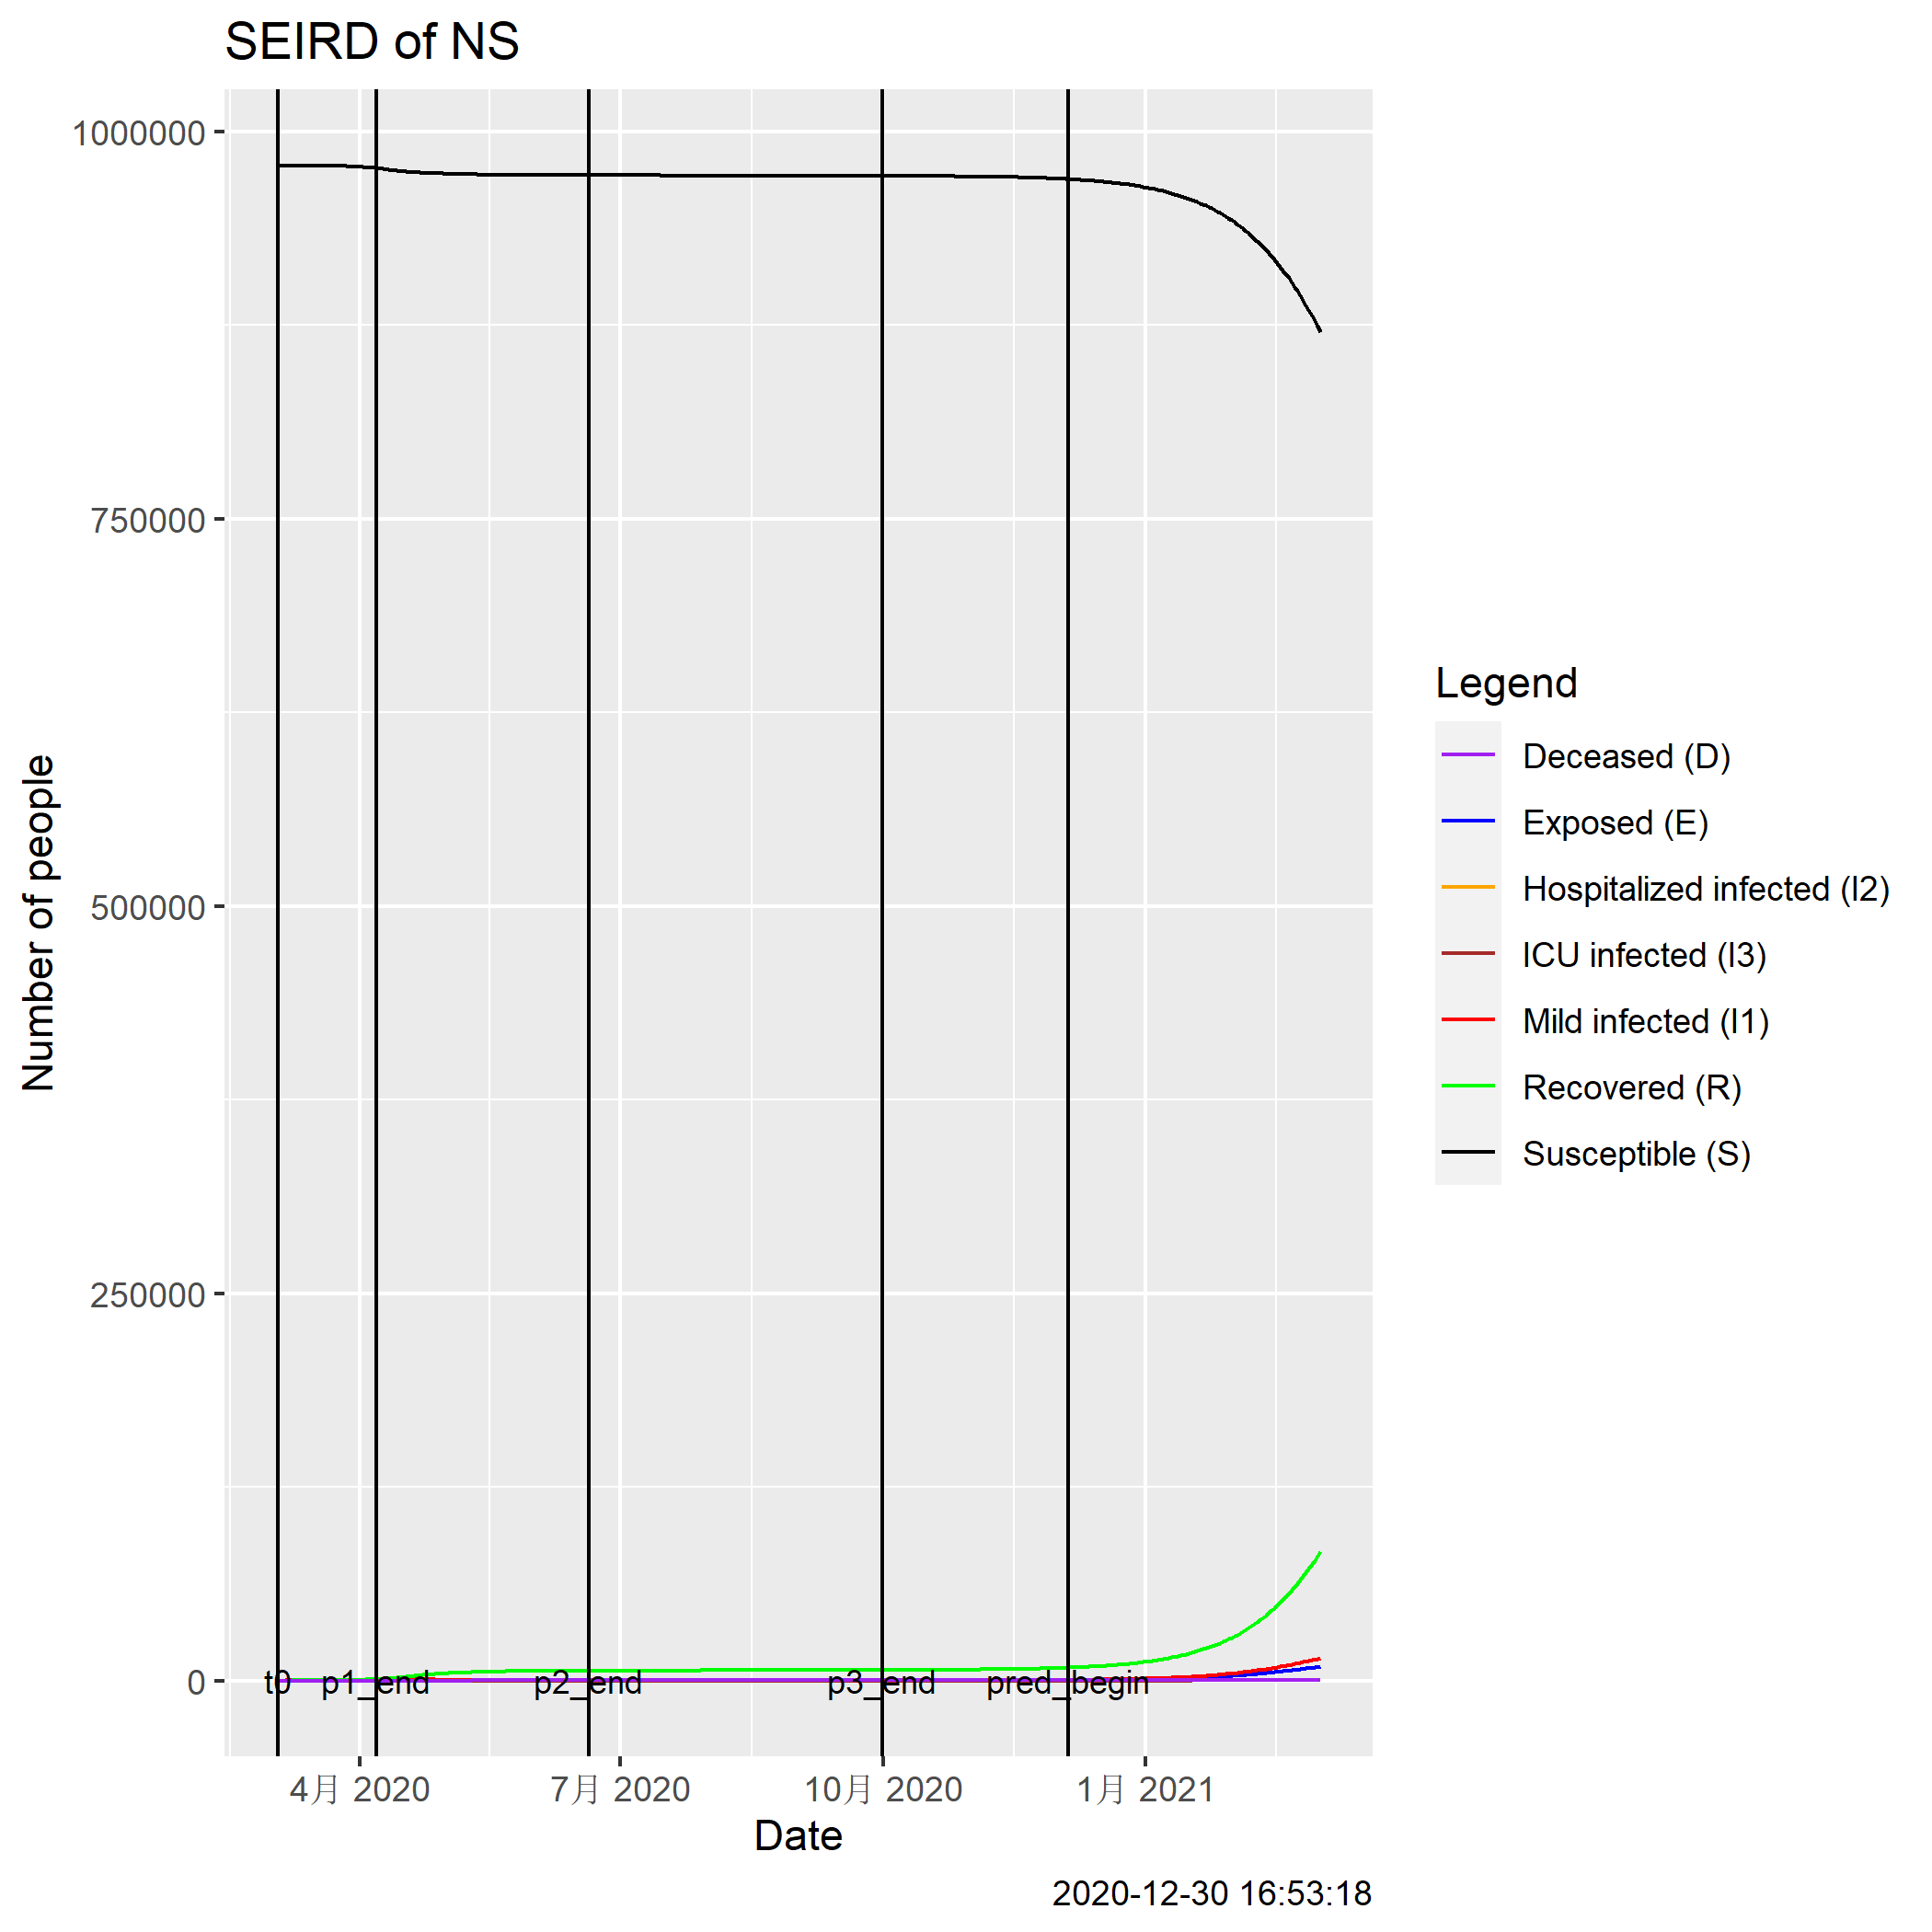 SEIRD of NS
1000000
750000
500000
250000
0
Number of people
t0 p1_end p2_end p3_end pred_begin
4月 2020 7月 2020 10月 2020 1月 2021
Date
2020-12-30 16:53:18
Legend
Deceased (D)
Exposed (E)
Hospitalized infected (I2)
ICU infected (I3)
Mild infected (I1)
Recovered (R)
Susceptible (S)